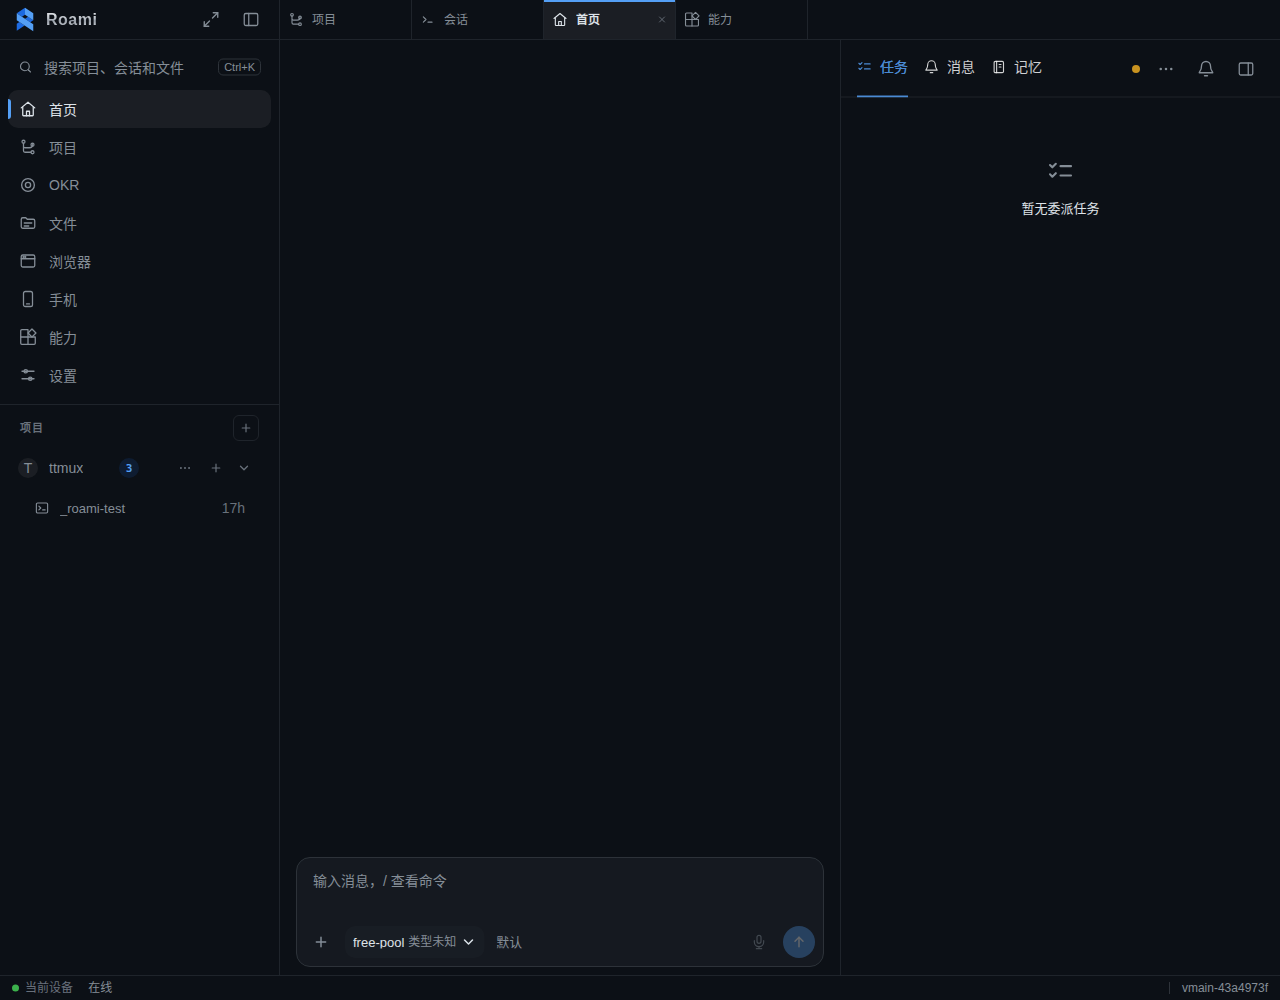 Roami
项目
会话
首页
能力
搜索项目、会话和文件 Ctrl+K
首页
项目
OKR
文件
浏览器
手机
能力
设置
项目
T ttmux 3
_roami-test 17h
任务 消息 记忆
暂无委派任务
输入消息，/ 查看命令
free-pool 类型未知 默认
当前设备 在线
vmain-43a4973f